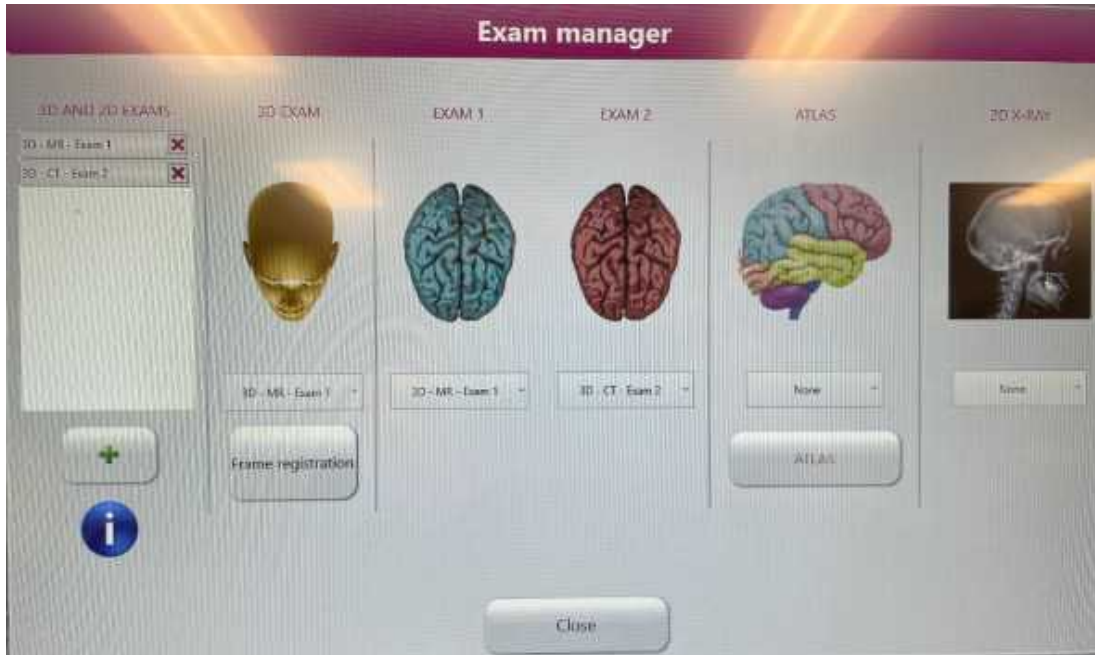 Exam manager
3D AND 2D EXAMS
3D EXAM
EXAM 1
EXAM 2
ATLAS
2D X-RAY
3D - MR - Exam 1
3D - CT - Exam 2
3D - MR - Exam 1
3D - MR - Exam 1
3D - CT - Exam 2
None
None
Frame registration
ATLAS
Close